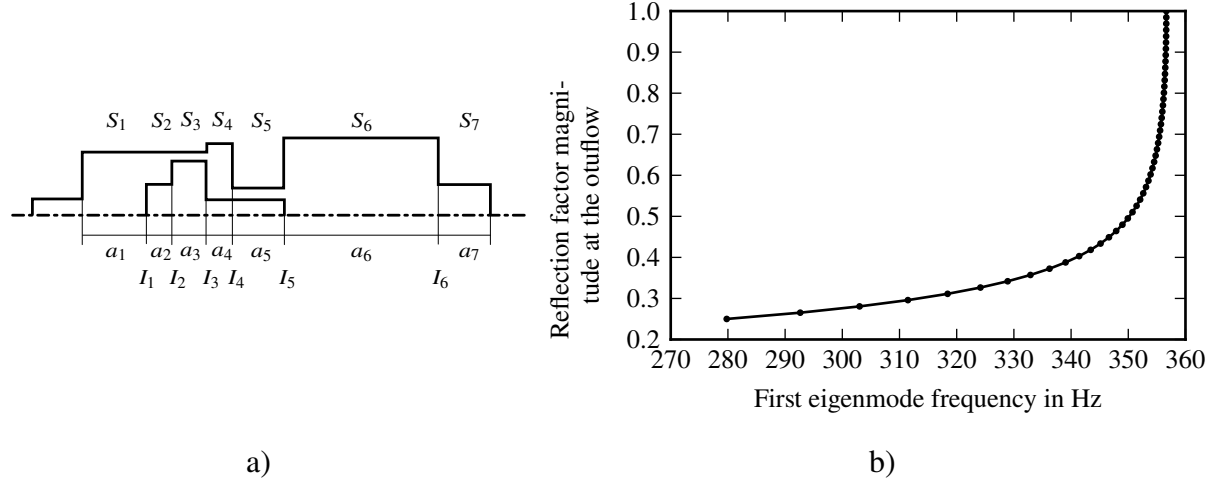 S1 S2 S3 S4 S5 S6 S7
a1 a2 a3 a4 a5 a6 a7
I1 I2 I3 I4 I5 I6
a)
Reflection factor magni-
tude at the otuflow
1.0
0.9
0.8
0.7
0.6
0.5
0.4
0.3
0.2
270 280 290 300 310 320 330 340 350 360
First eigenmode frequency in Hz
b)